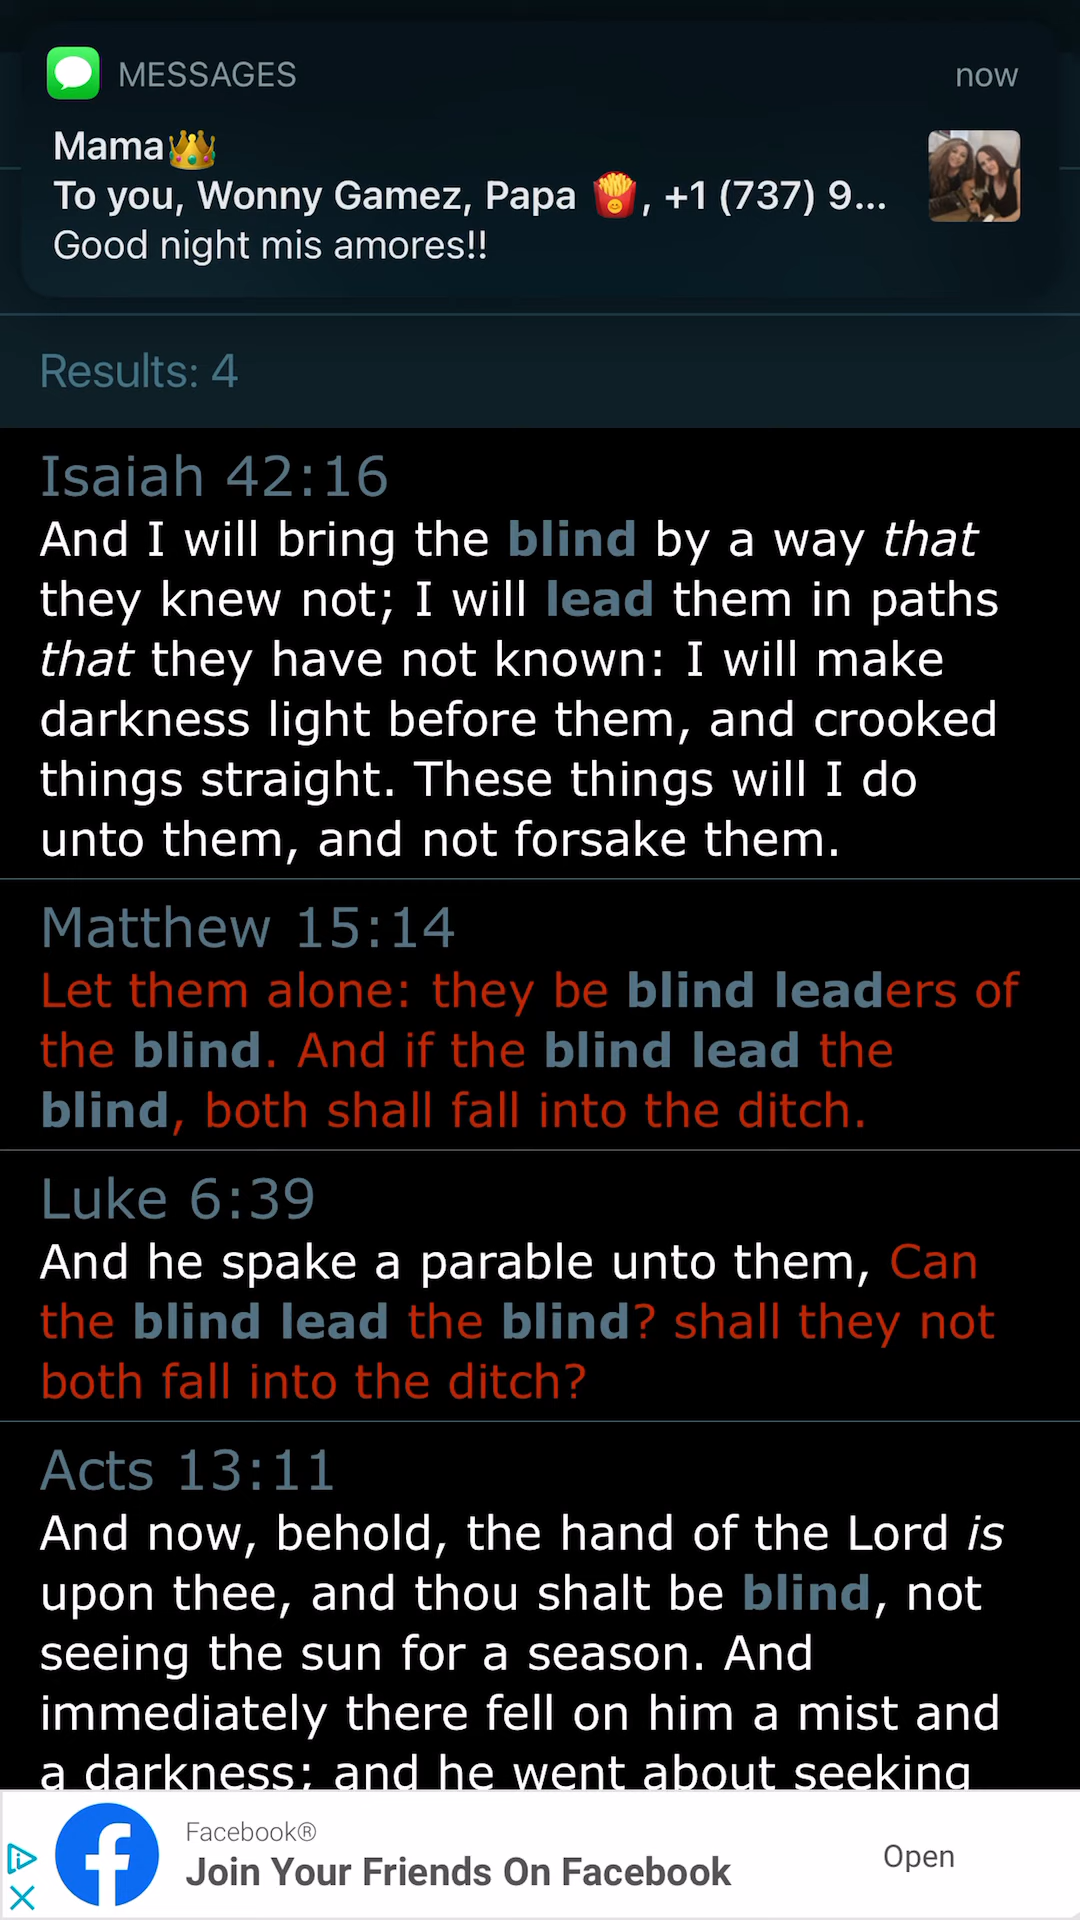 MESSAGES now
Mama👑
To you, Wonny Gamez, Papa 🍟, +1 (737) 9...
Good night mis amores!!
Results: 4
Isaiah 42:16
And I will bring the blind by a way that
they knew not; I will lead them in paths
that they have not known: I will make
darkness light before them, and crooked
things straight. These things will I do
unto them, and not forsake them.
Matthew 15:14
Let them alone: they be blind leaders of
the blind. And if the blind lead the
blind, both shall fall into the ditch.
Luke 6:39
And he spake a parable unto them, Can
the blind lead the blind? shall they not
both fall into the ditch?
Acts 13:11
And now, behold, the hand of the Lord is
upon thee, and thou shalt be blind, not
seeing the sun for a season. And
immediately there fell on him a mist and
a darkness; and he went about seeking
Facebook®
Join Your Friends On Facebook
Open